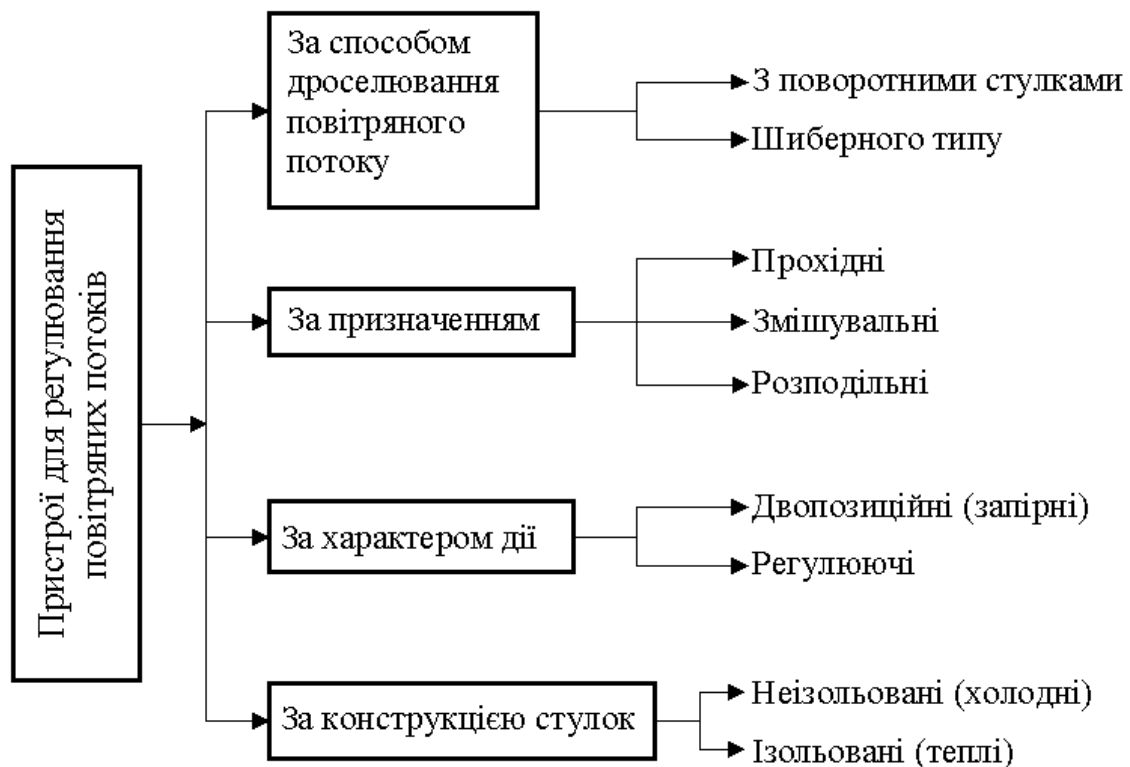 Пристрої для регулювання
повітряних потоків
За способом
дроселювання
повітряного
потоку
З поворотними стулками
Шиберного типу
За призначенням
Прохідні
Змішувальні
Розподільні
За характером дії
Двопозиційні (запірні)
Регулюючі
За конструкцією стулок
Неізольовані (холодні)
Ізольовані (теплі)